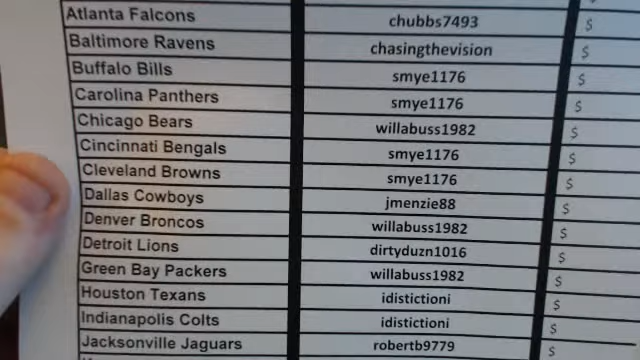 Atlanta Falcons chubbs7493 $
Baltimore Ravens chasingthevision $
Buffalo Bills smye1176 $
Carolina Panthers smye1176 $
Chicago Bears willabuss1982 $
Cincinnati Bengals smye1176 $
Cleveland Browns smye1176 $
Dallas Cowboys jmenzie88 $
Denver Broncos willabuss1982 $
Detroit Lions dirtyduzn1016 $
Green Bay Packers willabuss1982 $
Houston Texans idistictioni $
Indianapolis Colts idistictioni $
Jacksonville Jaguars robertb9779 $